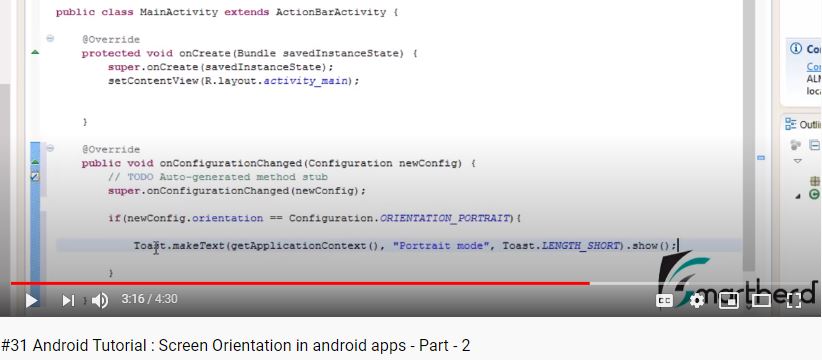 public class MainActivity extends ActionBarActivity {
@Override
protected void onCreate(Bundle savedInstanceState) {
super.onCreate(savedInstanceState);
setContentView(R.layout.activity_main);
}
@Override
public void onConfigurationChanged(Configuration newConfig) {
// TODO Auto-generated method stub
super.onConfigurationChanged(newConfig);
if(newConfig.orientation == Configuration.ORIENTATION_PORTRAIT){
Toast.makeText(getApplicationContext(), "Portrait mode", Toast.LENGTH_SHORT).show();
}
}
Co
Co
AL
loca
Outli
Smartherd
3:16 / 4:30
CC
#31 Android Tutorial : Screen Orientation in android apps - Part - 2